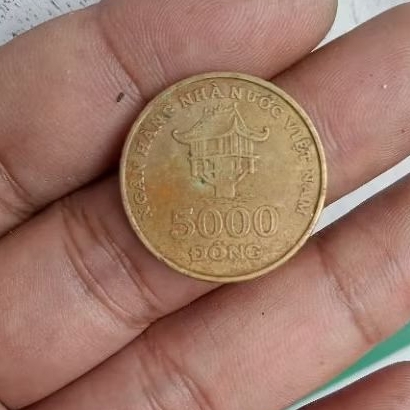 NGÂN HÀNG NHÀ NƯỚC VIỆT NAM
5000
ĐỒNG